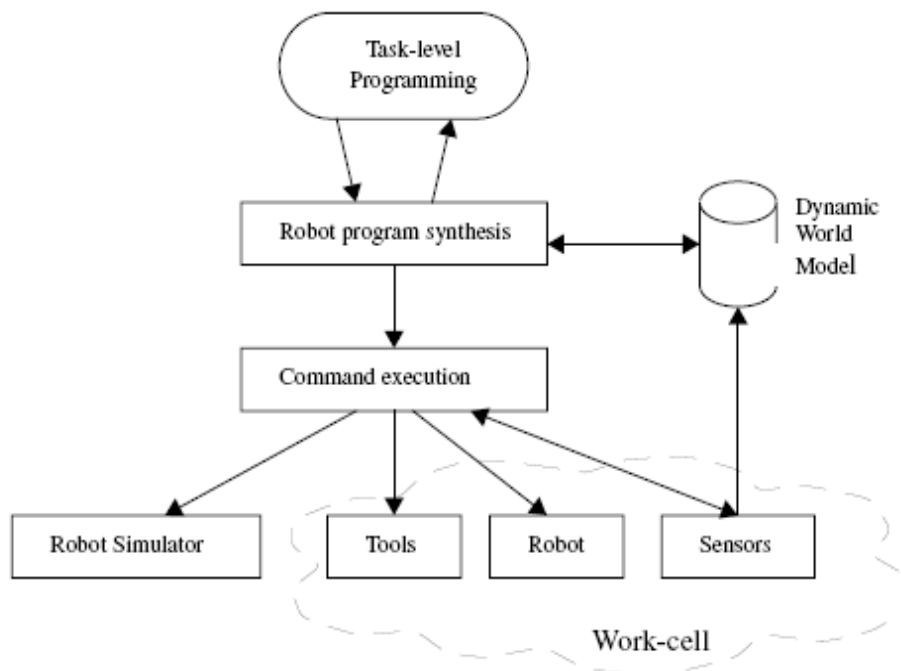 Task-level
Programming
Robot program synthesis
Dynamic
World
Model
Command execution
Robot Simulator
Tools
Robot
Sensors
Work-cell